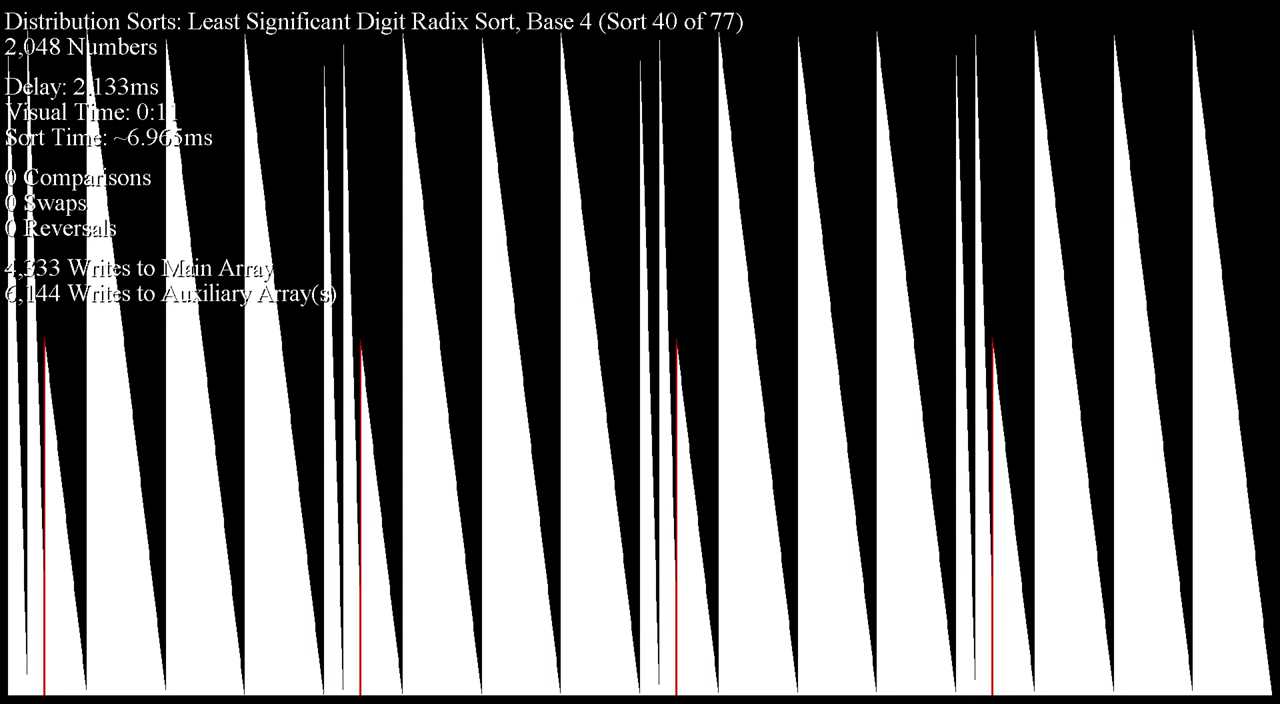 Distribution Sorts: Least Significant Digit Radix Sort, Base 4 (Sort 40 of 77)
2,048 Numbers
Delay: 2.133ms
Visual Time: 0:11
Sort Time: ~6.965ms
0 Comparisons
0 Swaps
0 Reversals
4,333 Writes to Main Array
6,144 Writes to Auxiliary Array(s)